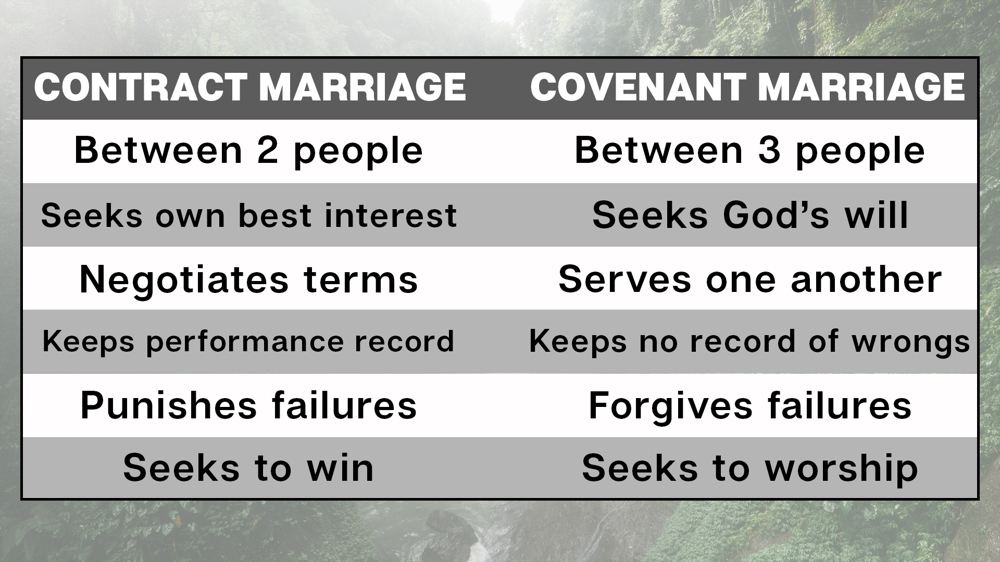 CONTRACT MARRIAGE COVENANT MARRIAGE
Between 2 people Between 3 people
Seeks own best interest Seeks God’s will
Negotiates terms Serves one another
Keeps performance record Keeps no record of wrongs
Punishes failures Forgives failures
Seeks to win Seeks to worship